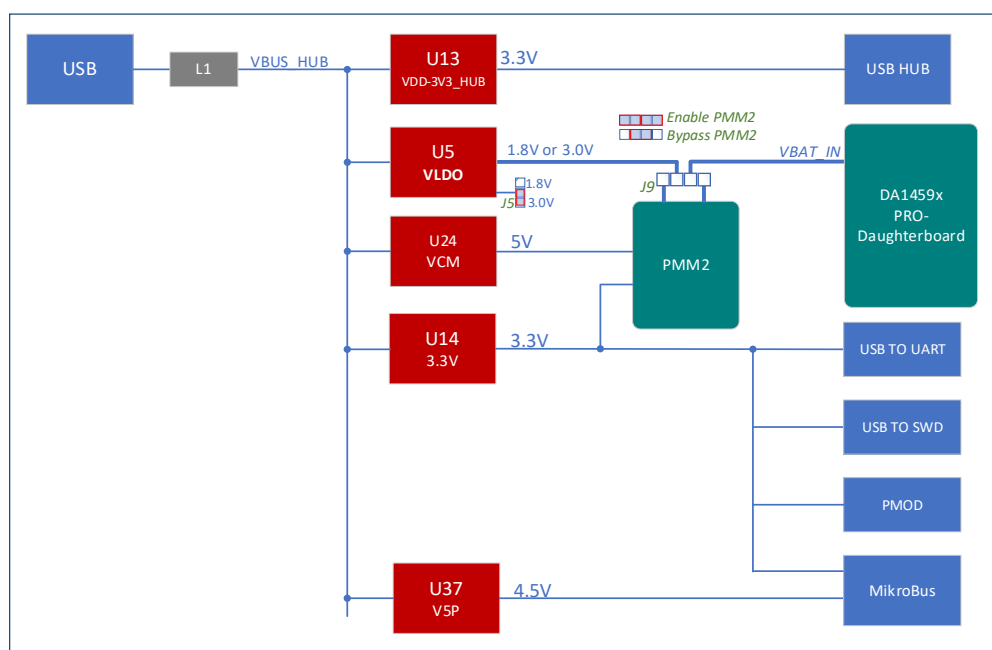 USB
L1
VBUS_HUB
U13
VDD-3V3_HUB
3.3V
USB HUB
Enable PMM2
Bypass PMM2
U5
VLDO
1.8V or 3.0V
VBAT_IN
J9
1.8V
J5
3.0V
DA1459x
PRO-
Daughterboard
U24
VCM
5V
PMM2
U14
3.3V
3.3V
USB TO UART
USB TO SWD
PMOD
U37
V5P
4.5V
MikroBus